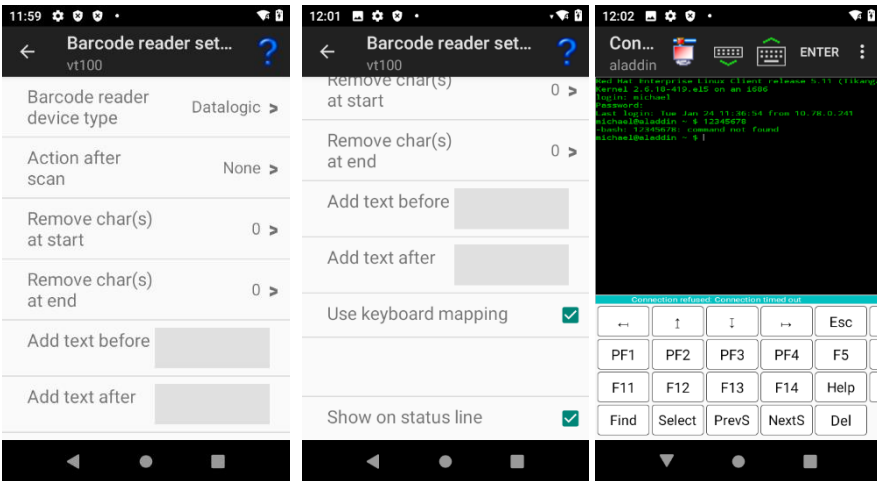 11:59
Barcode reader set...
vt100
Barcode reader
device type
Datalogic >
Action after
scan
None >
Remove char(s)
at start
0 >
Remove char(s)
at end
0 >
Add text before
Add text after
12:01
Barcode reader set...
vt100
Remove char(s)
at start
0 >
Remove char(s)
at end
0 >
Add text before
Add text after
Use keyboard mapping
Show on status line
12:02
Con...
aladdin
ENTER
Red Hat Enterprise Linux Client release 5.11 (Tikang
Kernel 2.6.18-419.el5 on an i686
login: michael
Password:
Last login: Tue Jan 24 11:36:54 from 10.78.0.241
michael@aladdin ~ $ 12345678
-bash: 12345678: command not found
michael@aladdin ~ $
Connection refused: Connection timed out
Esc
PF1 PF2 PF3 PF4 F5
F11 F12 F13 F14 Help
Find Select PrevS NextS Del